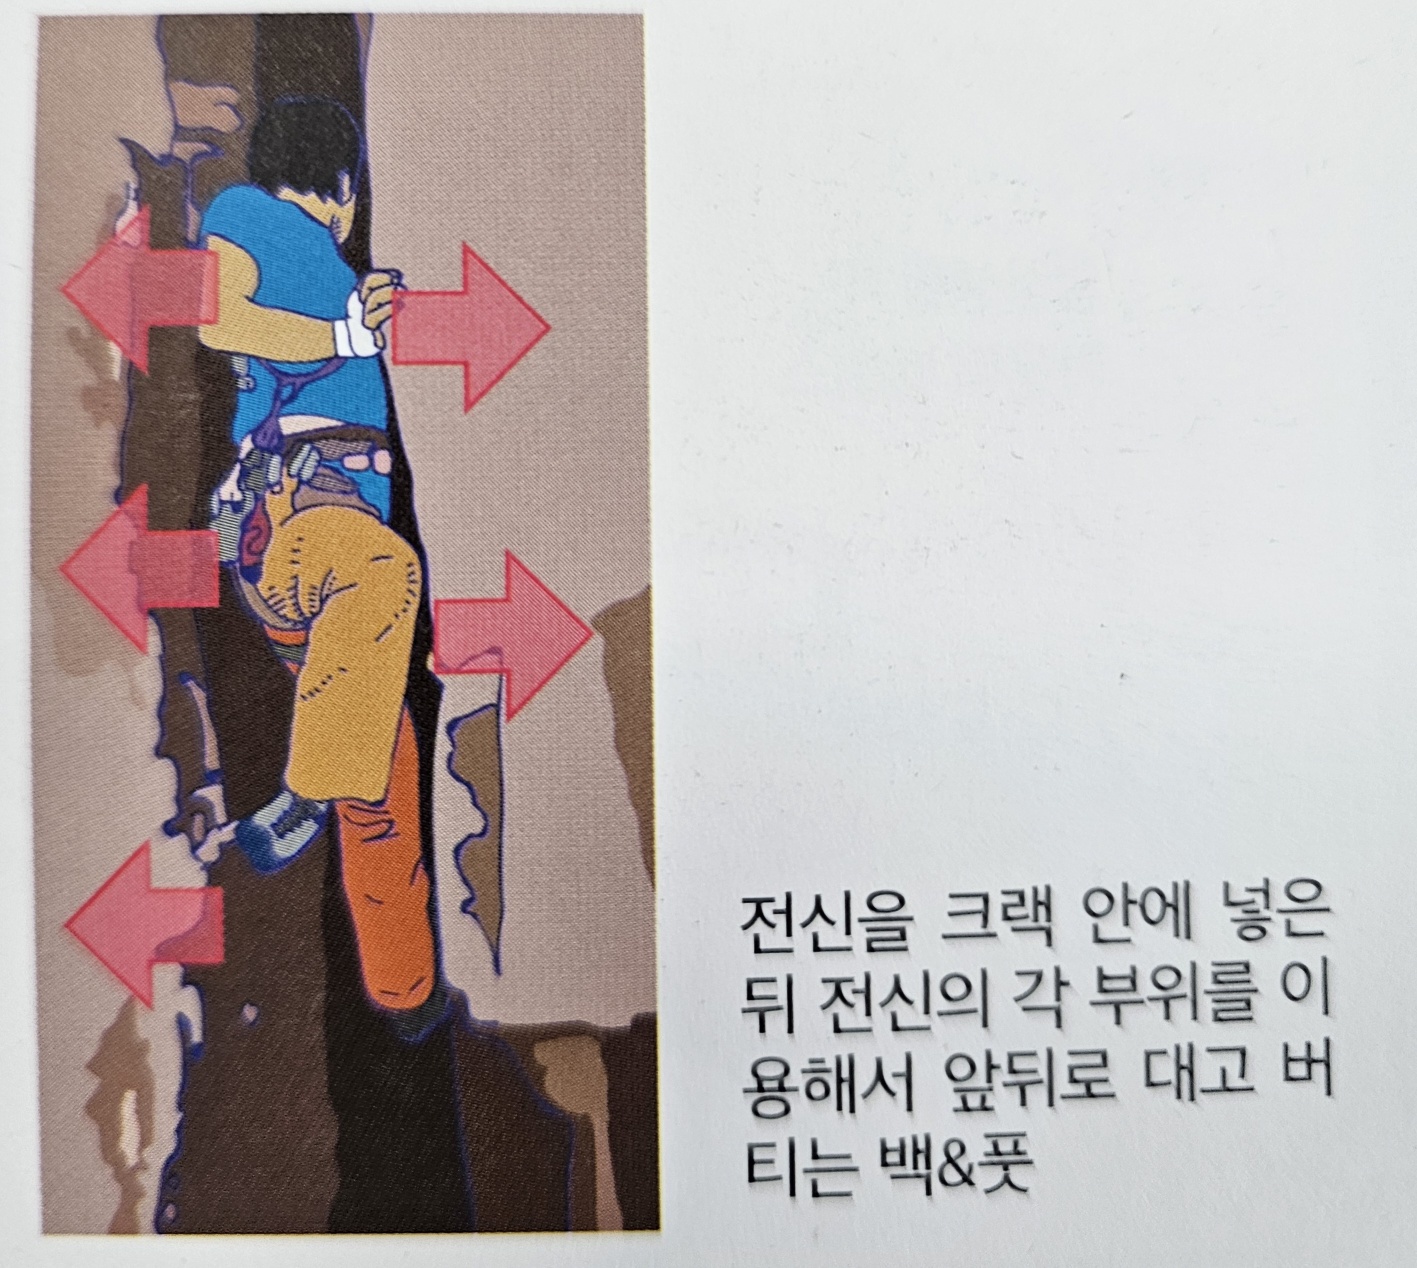 전신을 크랙 안에 넣은
뒤 전신의 각 부위를 이
용해서 앞뒤로 대고 버
티는 백&풋